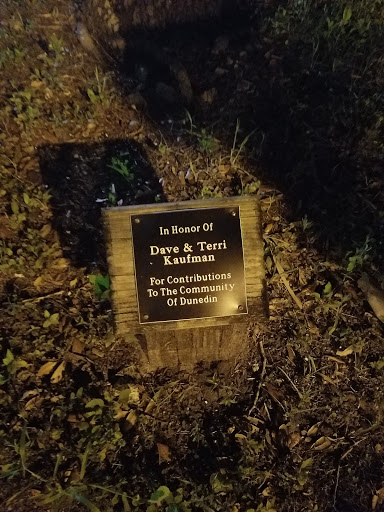 In Honor Of
Dave & Terri
Kaufman
For Contributions
To The Community
Of Dunedin